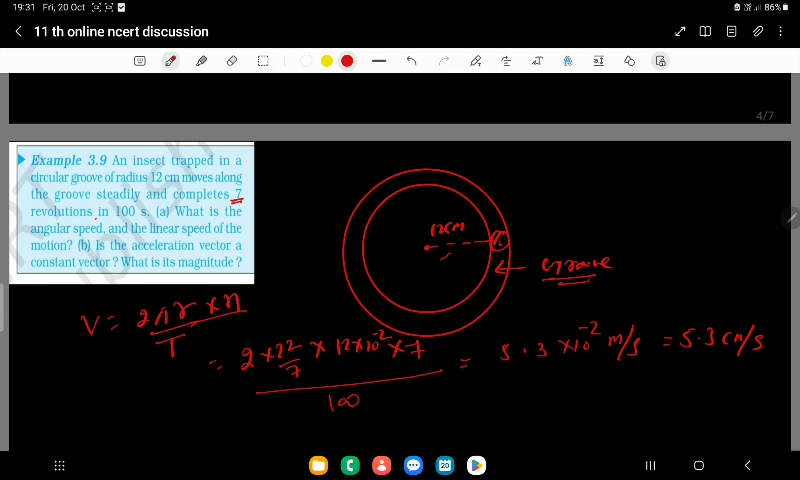 19:31 Fri, 20 Oct
86%
11 th online ncert discussion
4/7
Example 3.9 An insect trapped in a
circular groove of radius 12 cm moves along
the groove steadily and completes 7
revolutions in 100 s. (a) What is the
angular speed, and the linear speed of the
motion? (b) Is the acceleration vector a
constant vector ? What is its magnitude ?
12cm
groove
V = 2πr × n / T
= 2 × 22/7 × 12×10⁻² × 7 / 100 = 5.3 × 10⁻² m/s = 5.3 cm/s
20